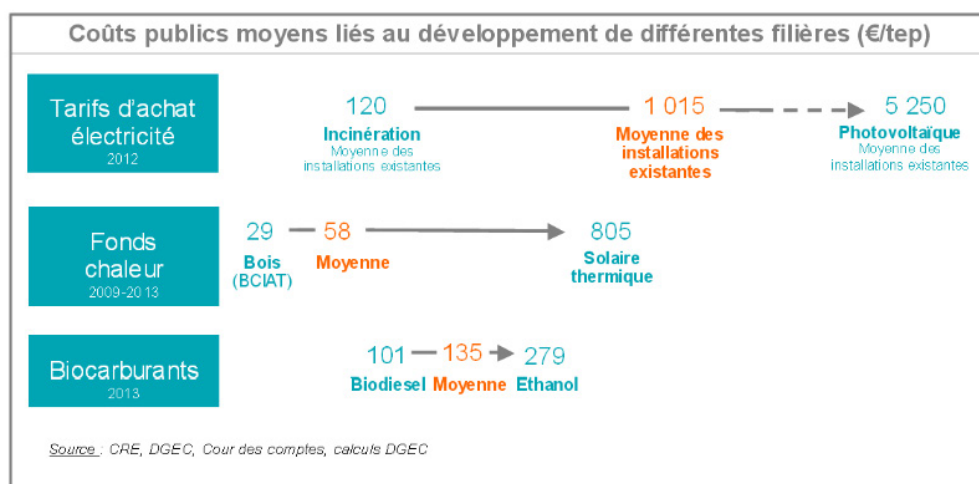 Coûts publics moyens liés au développement de différentes filières (€/tep)
Tarifs d'achat
électricité
2012
120
Incinération
Moyenne des
installations existantes
1 015
Moyenne des
installations
existantes
5 250
Photovoltaïque
Moyenne des
installations existantes
Fonds
chaleur
2009-2013
29
Bois
(BCIAT)
58
Moyenne
805
Solaire
thermique
Biocarburants
2013
101
Biodiesel
135
Moyenne
279
Ethanol
Source : CRE, DGEC, Cour des comptes, calculs DGEC